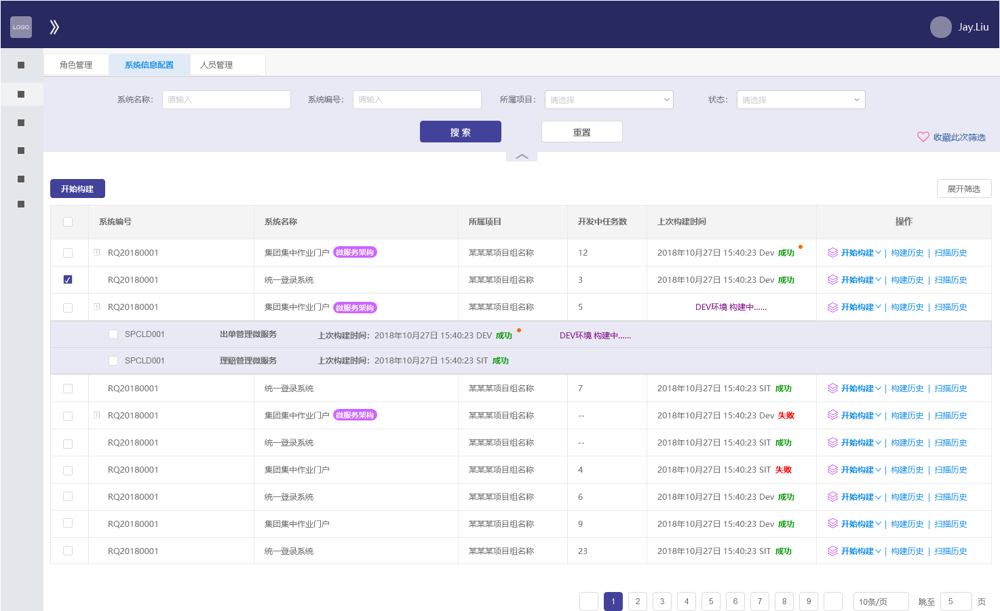 LOGO
Jay.Liu
角色管理 系统信息配置 人员管理
系统名称： 请输入 系统编号： 请输入 所属项目： 请选择 状态： 请选择
搜 索 重置
收藏此次筛选
开始构建 展开筛选
系统编号 系统名称 所属项目 开发中任务数 上次构建时间 操作
RQ20180001 集团集中作业门户 微服务架构 某某某项目组名称 12 2018年10月27日 15:40:23 Dev 成功 开始构建 | 构建历史 | 扫描历史
RQ20180001 统一登录系统 某某某项目组名称 3 2018年10月27日 15:40:23 Dev 成功 开始构建 | 构建历史 | 扫描历史
RQ20180001 集团集中作业门户 微服务架构 某某某项目组名称 5 DEV环境 构建中...... 开始构建 | 构建历史 | 扫描历史
SPCLD001 出单管理微服务 上次构建时间：2018年10月27日 15:40:23 DEV 成功 DEV环境 构建中......
SPCLD001 理赔管理微服务 上次构建时间：2018年10月27日 15:40:23 SIT 成功
RQ20180001 统一登录系统 某某某项目组名称 7 2018年10月27日 15:40:23 SIT 成功 开始构建 | 构建历史 | 扫描历史
RQ20180001 集团集中作业门户 微服务架构 某某某项目组名称 -- 2018年10月27日 15:40:23 Dev 失败 开始构建 | 构建历史 | 扫描历史
RQ20180001 统一登录系统 某某某项目组名称 -- 2018年10月27日 15:40:23 SIT 成功 开始构建 | 构建历史 | 扫描历史
RQ20180001 集团集中作业门户 某某某项目组名称 4 2018年10月27日 15:40:23 SIT 失败 开始构建 | 构建历史 | 扫描历史
RQ20180001 统一登录系统 某某某项目组名称 6 2018年10月27日 15:40:23 Dev 成功 开始构建 | 构建历史 | 扫描历史
RQ20180001 集团集中作业门户 某某某项目组名称 9 2018年10月27日 15:40:23 Dev 成功 开始构建 | 构建历史 | 扫描历史
RQ20180001 统一登录系统 某某某项目组名称 23 2018年10月27日 15:40:23 SIT 成功 开始构建 | 构建历史 | 扫描历史
1 2 3 4 5 6 7 8 9 10条/页 跳至 5 页